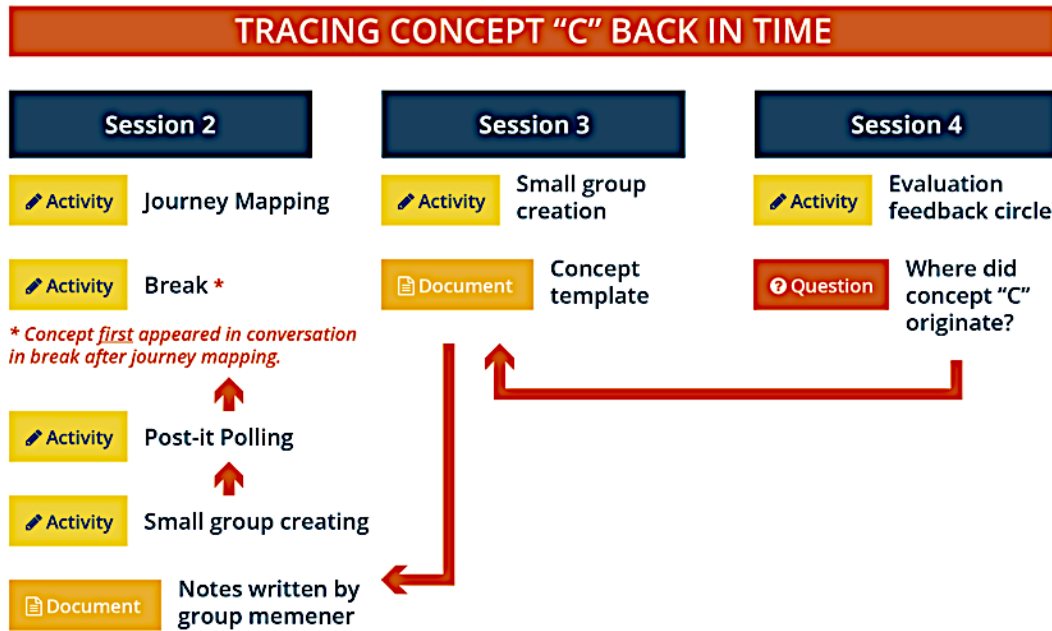 TRACING CONCEPT “C” BACK IN TIME
Session 2
Activity
Journey Mapping
Activity
Break *
* Concept first appeared in conversation
in break after journey mapping.
Activity
Post-it Polling
Activity
Small group creating
Document
Notes written by
group memener
Session 3
Activity
Small group
creation
Document
Concept
template
Session 4
Activity
Evaluation
feedback circle
Question
Where did
concept “C”
originate?